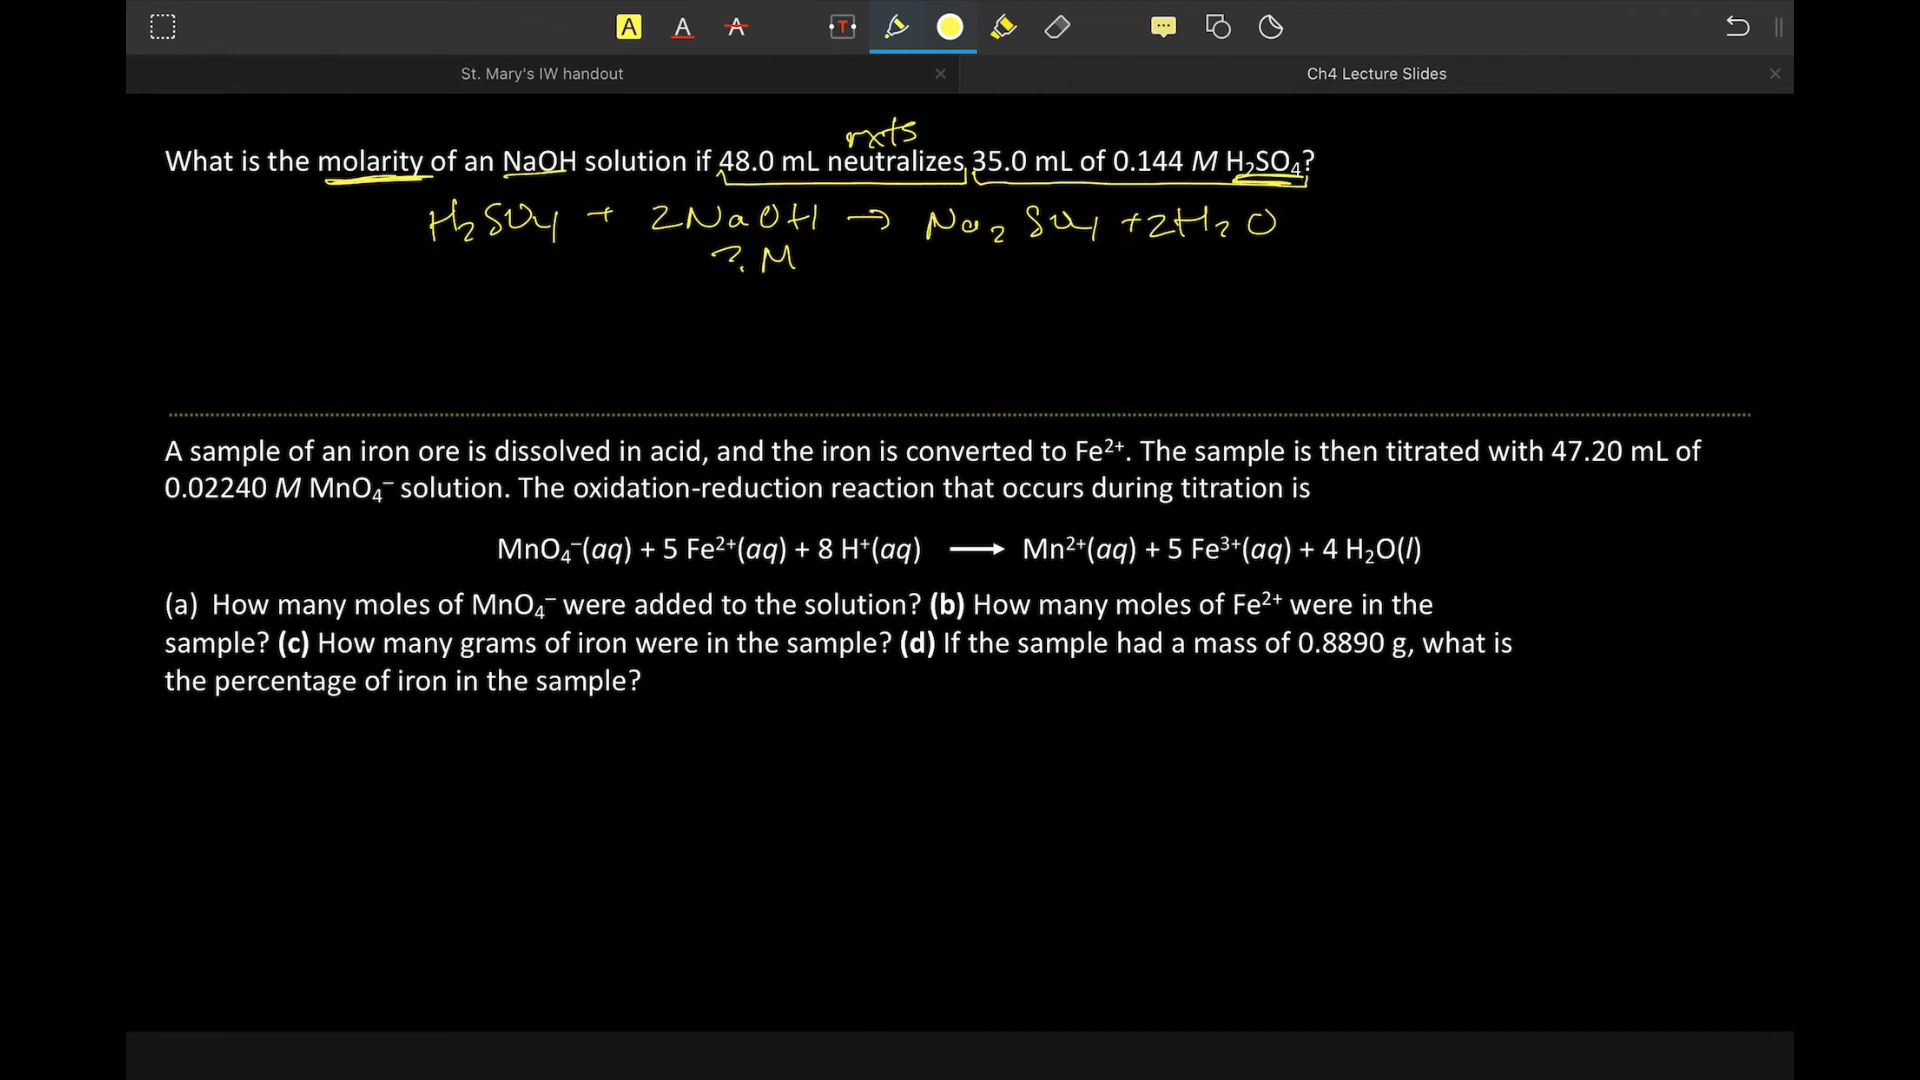 A A A T
St. Mary's IW handout Ch4 Lecture Slides
rxts
What is the molarity of an NaOH solution if 48.0 mL neutralizes 35.0 mL of 0.144 M H₂SO₄?
H₂SO₄ + 2NaOH → Na₂SO₄ + 2H₂O
? M
A sample of an iron ore is dissolved in acid, and the iron is converted to Fe²⁺. The sample is then titrated with 47.20 mL of
0.02240 M MnO₄⁻ solution. The oxidation-reduction reaction that occurs during titration is
MnO₄⁻(aq) + 5 Fe²⁺(aq) + 8 H⁺(aq) ⟶ Mn²⁺(aq) + 5 Fe³⁺(aq) + 4 H₂O(l)
(a) How many moles of MnO₄⁻ were added to the solution? (b) How many moles of Fe²⁺ were in the
sample? (c) How many grams of iron were in the sample? (d) If the sample had a mass of 0.8890 g, what is
the percentage of iron in the sample?